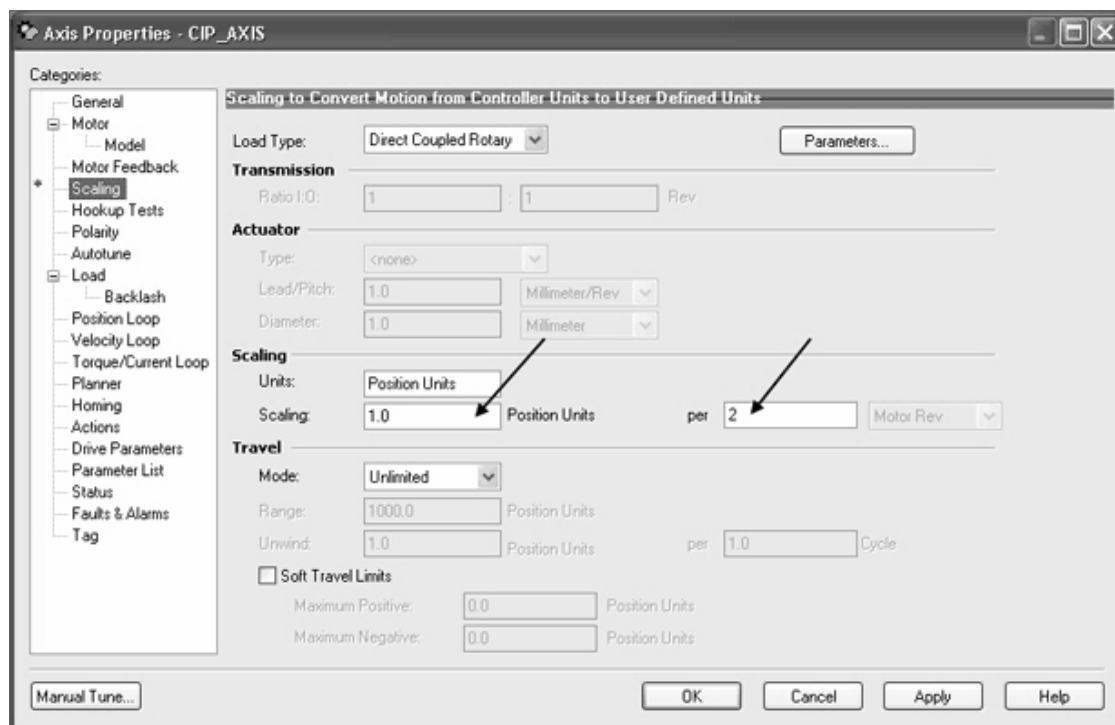 Axis Properties - CIP_AXIS
Categories:
General
Motor
Model
Motor Feedback
* Scaling
Hookup Tests
Polarity
Autotune
Load
Backlash
Position Loop
Velocity Loop
Torque/Current Loop
Planner
Homing
Actions
Drive Parameters
Parameter List
Status
Faults & Alarms
Tag
Scaling to Convert Motion from Controller Units to User Defined Units
Load Type: Direct Coupled Rotary Parameters...
Transmission
Ratio I:O: 1 : 1 Rev
Actuator
Type: <none>
Lead/Pitch: 1.0 Millimeter/Rev
Diameter: 1.0 Millimeter
Scaling
Units: Position Units
Scaling: 1.0 Position Units per 2 Motor Rev
Travel
Mode: Unlimited
Range: 1000.0 Position Units
Unwind: 1.0 Position Units per 1.0 Cycle
Soft Travel Limits
Maximum Positive: 0.0 Position Units
Maximum Negative: 0.0 Position Units
Manual Tune... OK Cancel Apply Help